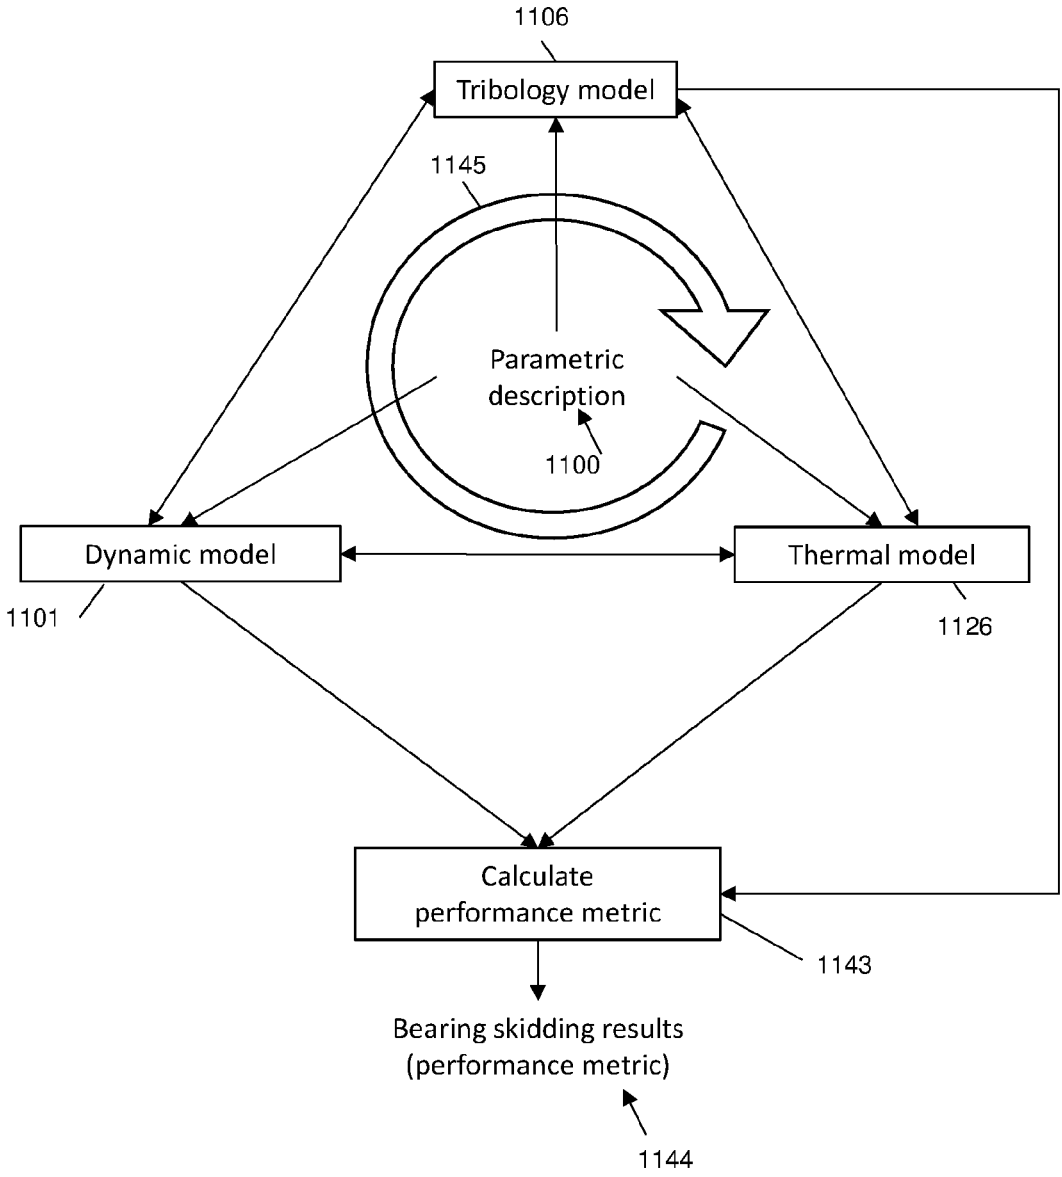 1106
Tribology model
1145
Parametric
description
1100
Dynamic model
Thermal model
1101
1126
Calculate
performance metric
1143
Bearing skidding results
(performance metric)
1144